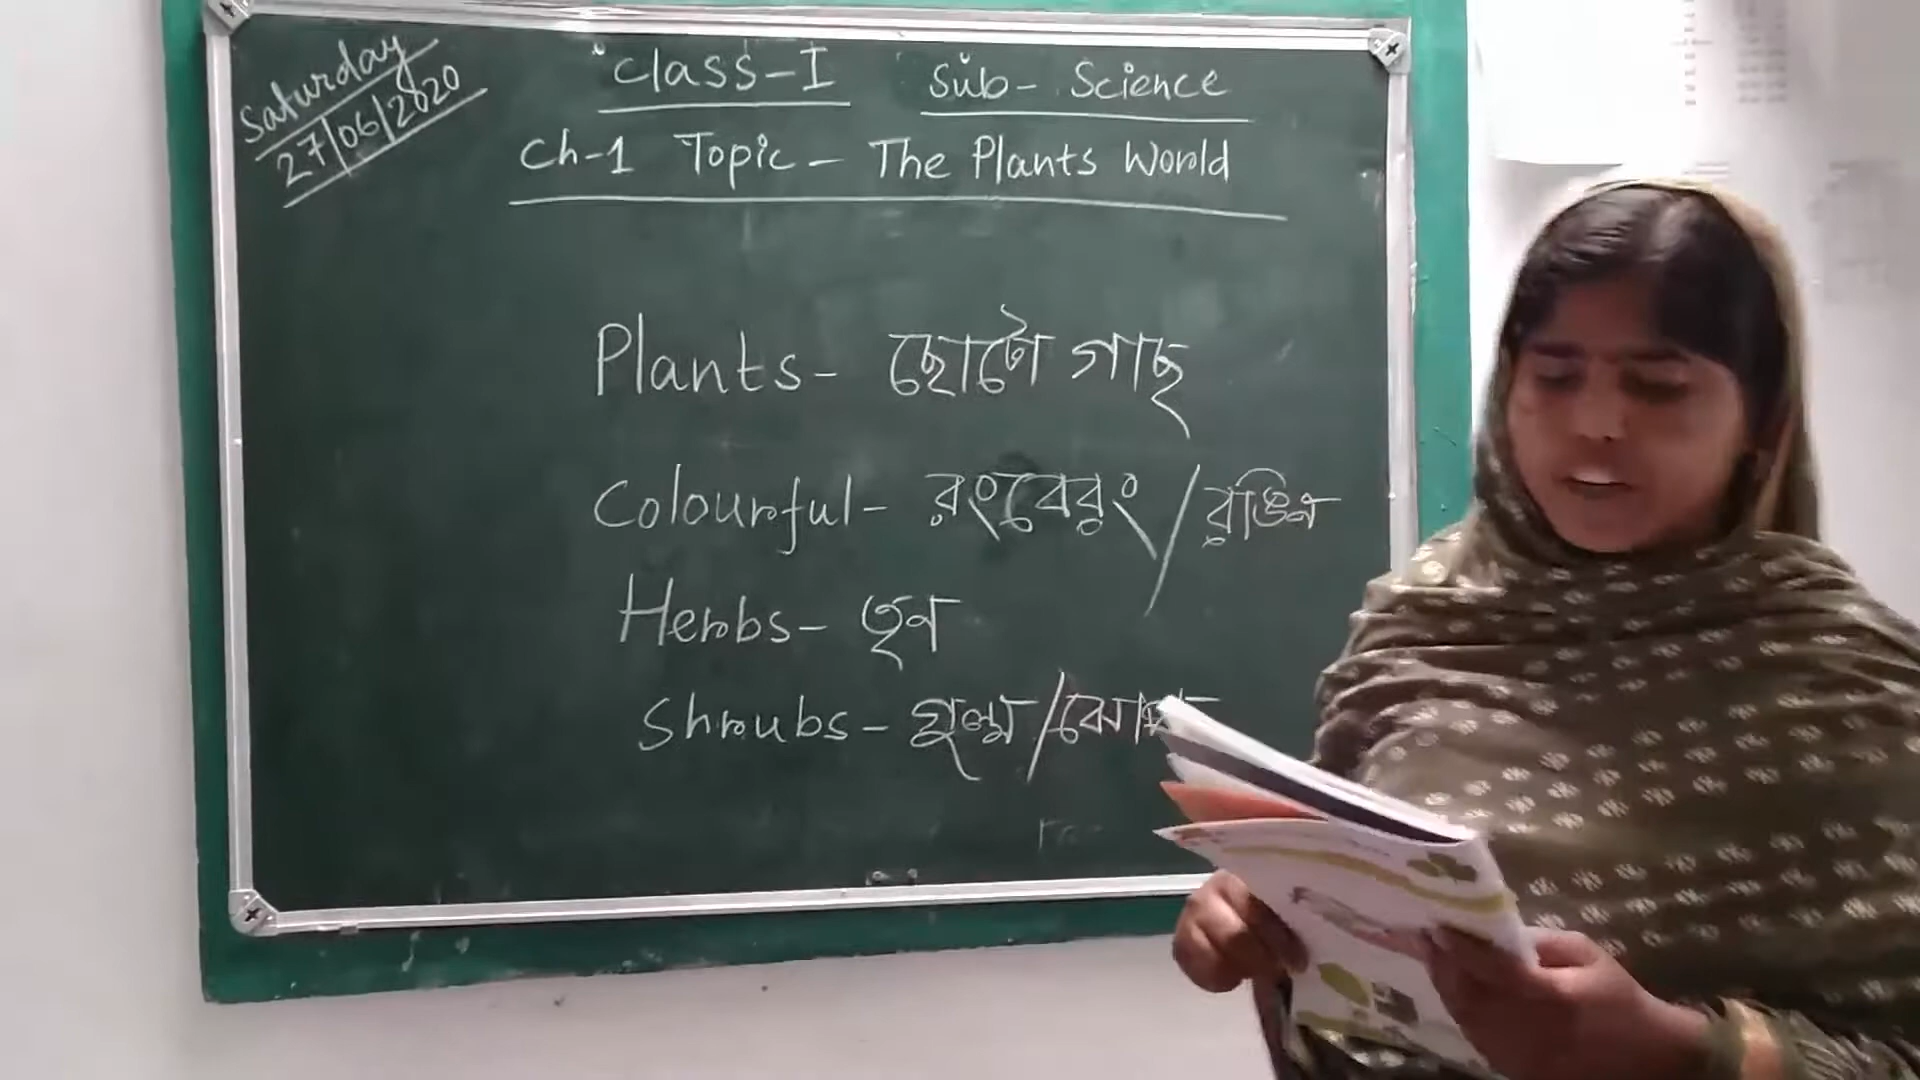 Saturday
27/06/2020
Class-I Sub- Science
Ch-1 Topic - The Plants World
Plants - ছোটো গাছ
Colourful - রংবেরং / রঙিন
Herbs - তৃন
Shrubs - গুল্ম /